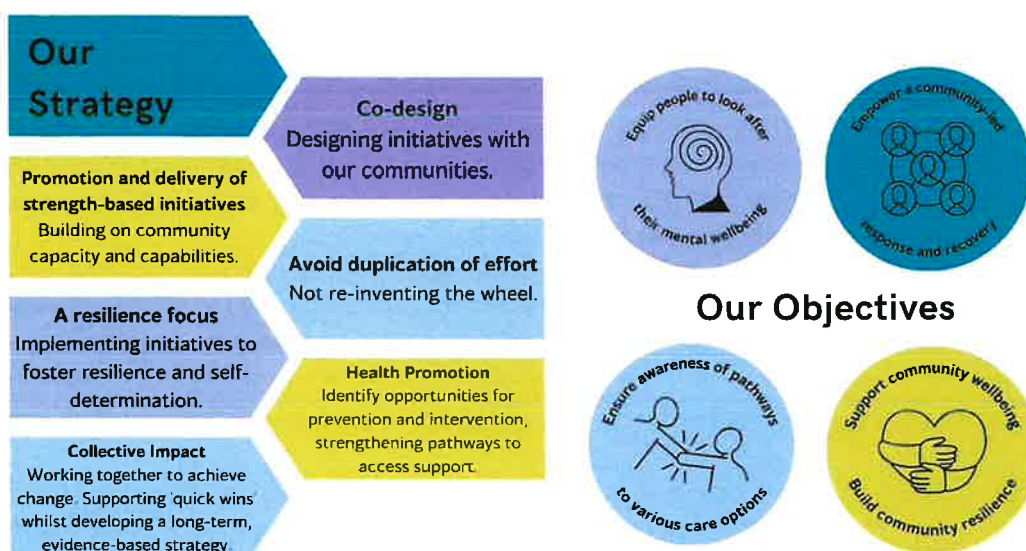 Our
Strategy
Co-design
Designing initiatives with
our communities.
Promotion and delivery of
strength-based initiatives
Building on community
capacity and capabilities.
Avoid duplication of effort
Not re-inventing the wheel.
A resilience focus
Implementing initiatives to
foster resilience and self-
determination.
Health Promotion
Identify opportunities for
prevention and intervention,
strengthening pathways to
access support.
Collective Impact
Working together to achieve
change. Supporting 'quick wins'
whilst developing a long-term,
evidence-based strategy.
Equip people to look after
their mental wellbeing
Empower a community-led
response and recovery
Our Objectives
Ensure awareness of pathways
to various care options
Support community wellbeing
Build community resilience